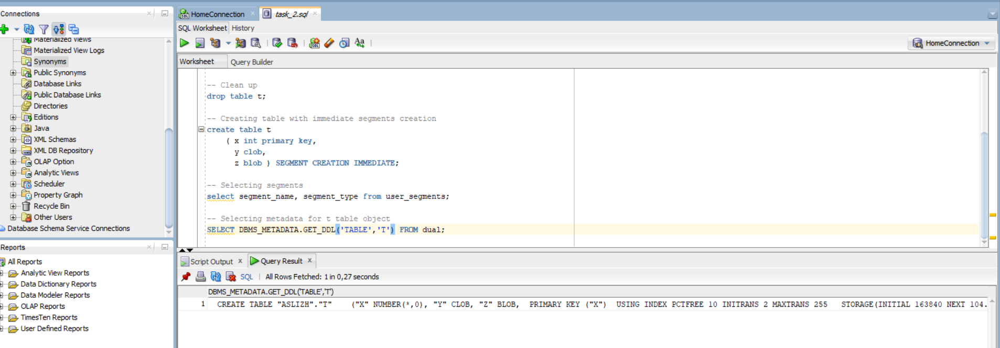 Connections
Materialized Views
Materialized View Logs
Synonyms
Public Synonyms
Database Links
Public Database Links
Directories
Editions
Java
XML Schemas
XML DB Repository
OLAP Option
Analytic Views
Scheduler
Property Graph
Recycle Bin
Other Users
Database Schema Service Connections
Reports
All Reports
Analytic View Reports
Data Dictionary Reports
Data Modeler Reports
OLAP Reports
TimesTen Reports
User Defined Reports
HomeConnection
task_2.sql
SQL Worksheet History
HomeConnection
Worksheet Query Builder
-- Clean up
drop table t;
-- Creating table with immediate segments creation
create table t
( x int primary key,
y clob,
z blob ) SEGMENT CREATION IMMEDIATE;
-- Selecting segments
select segment_name, segment_type from user_segments;
-- Selecting metadata for t table object
SELECT DBMS_METADATA.GET_DDL('TABLE','T') FROM dual;
Script Output x Query Result x
SQL | All Rows Fetched: 1 in 0,27 seconds
DBMS_METADATA.GET_DDL('TABLE','T')
1 CREATE TABLE "ASLIZH"."T" ("X" NUMBER(*,0), "Y" CLOB, "Z" BLOB, PRIMARY KEY ("X") USING INDEX PCTFREE 10 INITRANS 2 MAXTRANS 255 STORAGE(INITIAL 163840 NEXT 104.